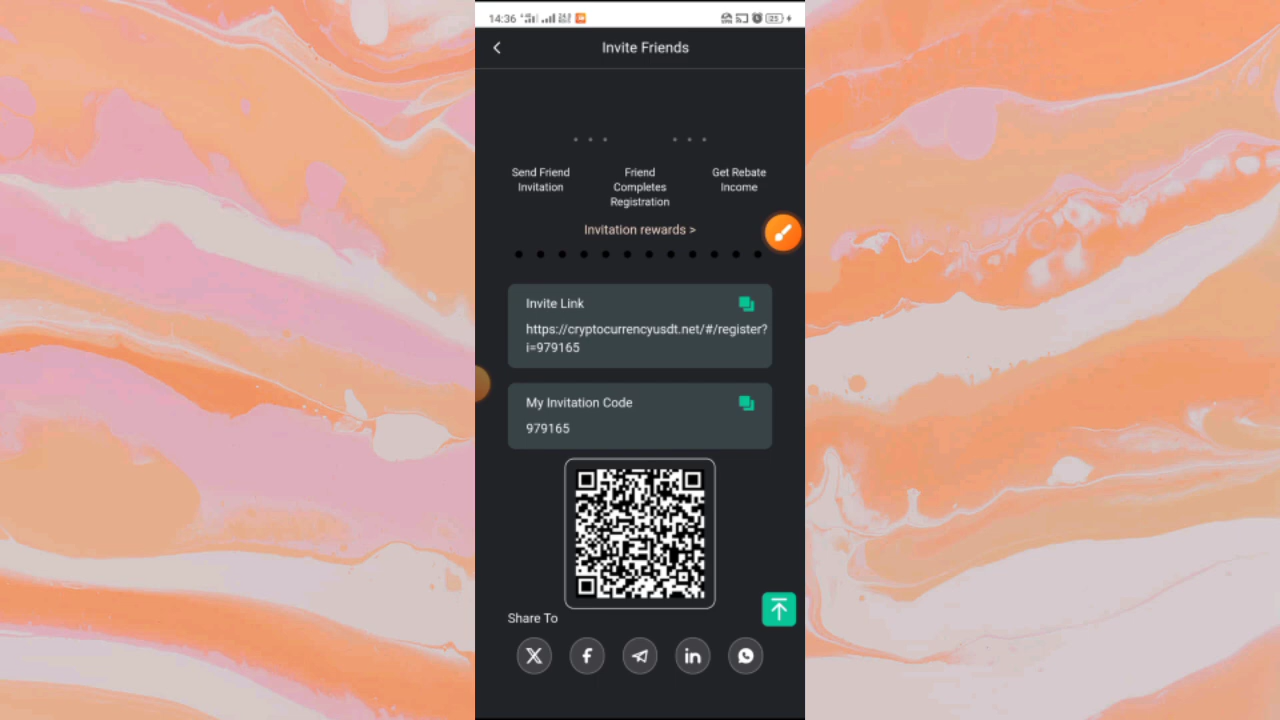 14:36
25
Invite Friends
Send Friend Invitation
Friend Completes Registration
Get Rebate Income
Invitation rewards >
Invite Link
https://cryptocurrencyusdt.net/#/register?
i=979165
My Invitation Code
979165
Share To